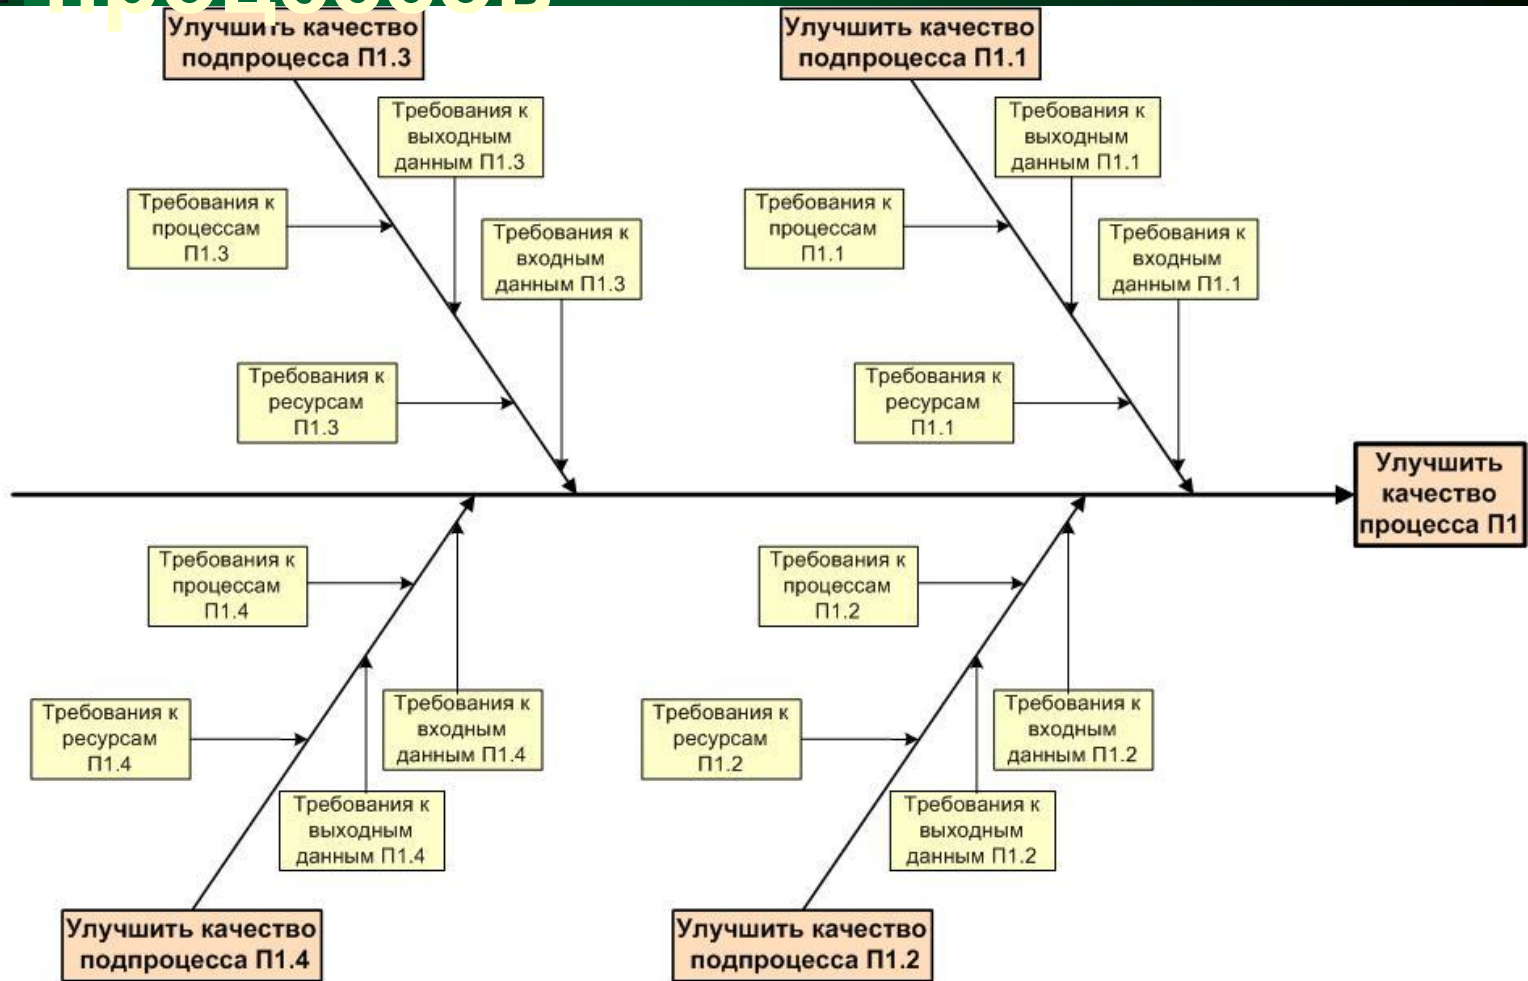 процессов
Улучшить качество
подпроцесса П1.3
Улучшить качество
подпроцесса П1.1
Требования к
выходным
данным П1.3
Требования к
выходным
данным П1.1
Требования к
процессам
П1.3
Требования к
входным
данным П1.3
Требования к
процессам
П1.1
Требования к
входным
данным П1.1
Требования к
ресурсам
П1.3
Требования к
ресурсам
П1.1
Улучшить
качество
процесса П1
Требования к
процессам
П1.4
Требования к
процессам
П1.2
Требования к
ресурсам
П1.4
Требования к
входным
данным П1.4
Требования к
ресурсам
П1.2
Требования к
входным
данным П1.2
Требования к
выходным
данным П1.4
Требования к
выходным
данным П1.2
Улучшить качество
подпроцесса П1.4
Улучшить качество
подпроцесса П1.2